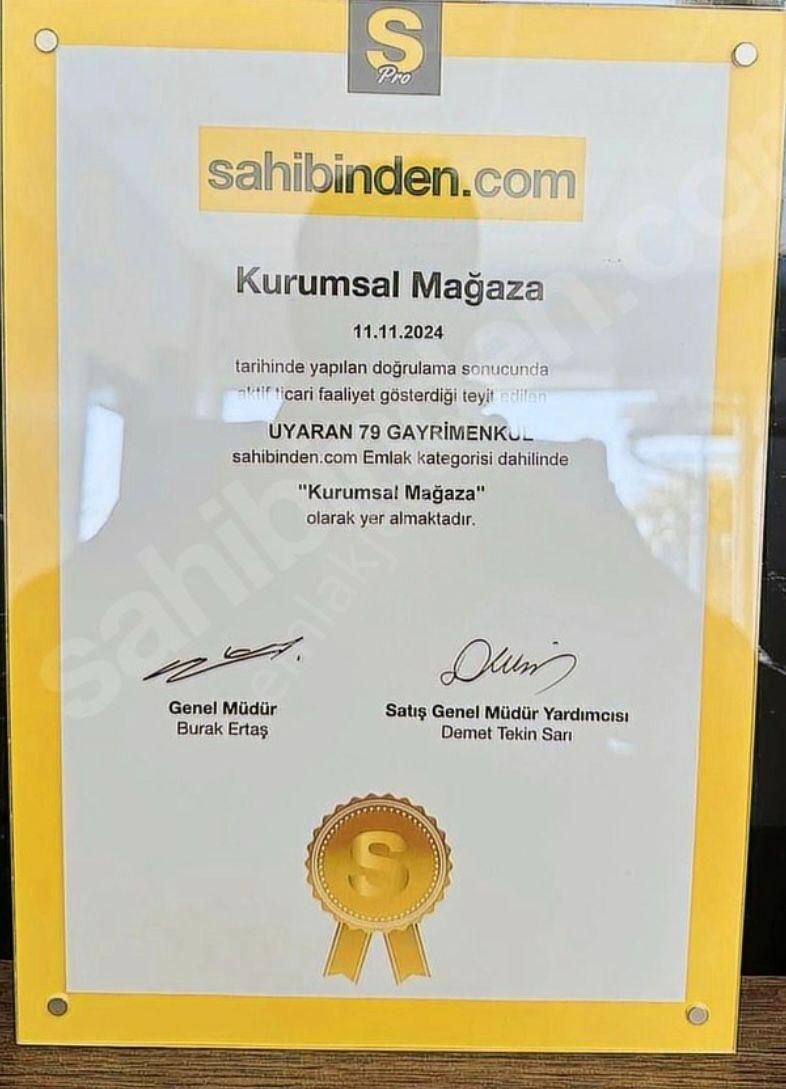 S
Pro
sahibinden.com
Kurumsal Mağaza
11.11.2024
tarihinde yapılan doğrulama sonucunda
aktif ticari faaliyet gösterdiği teyit edilen
UYARAN 79 GAYRİMENKUL
sahibinden.com Emlak kategorisi dahilinde
"Kurumsal Mağaza"
olarak yer almaktadır.
Genel Müdür
Burak Ertaş
Satış Genel Müdür Yardımcısı
Demet Tekin Sarı
S
sahibinden.com